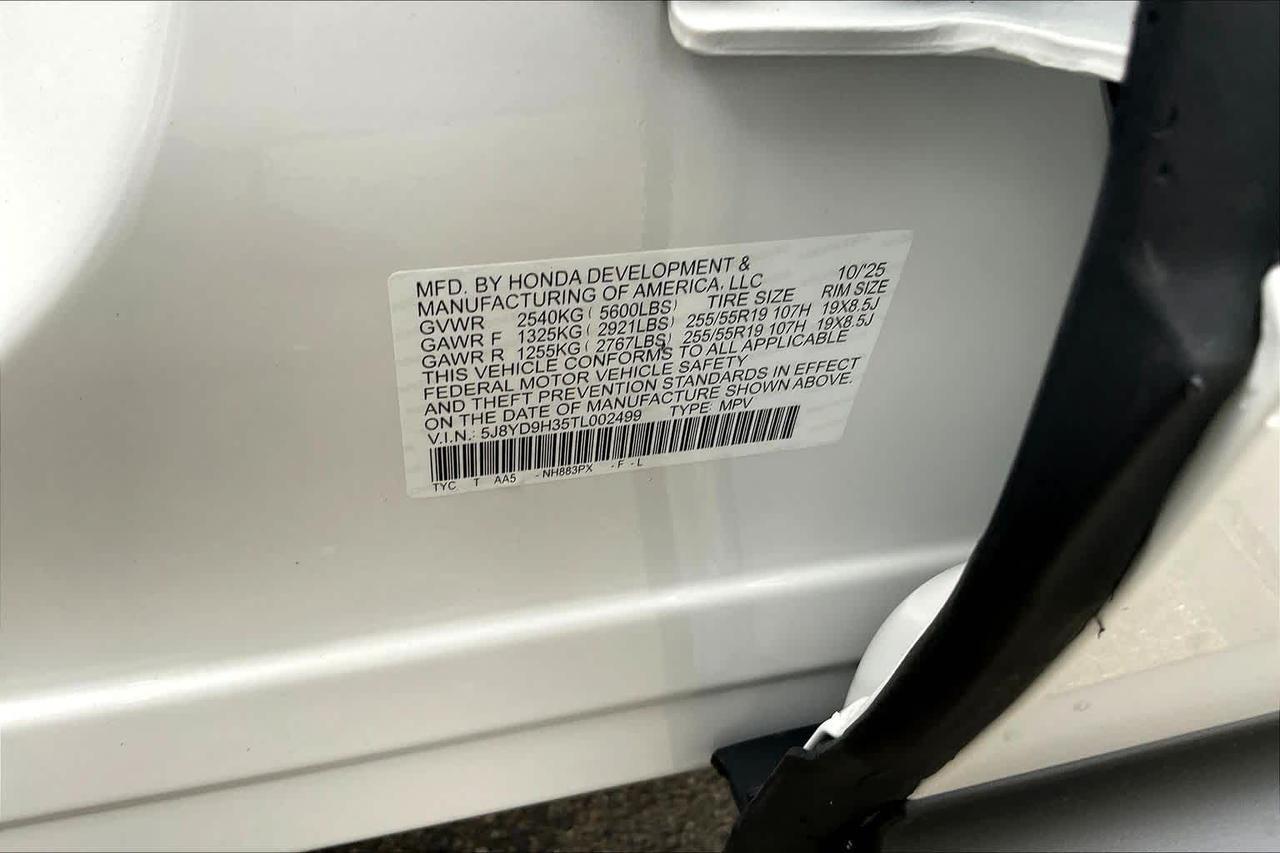 MFD. BY HONDA DEVELOPMENT &
MANUFACTURING OF AMERICA, LLC 10/'25
GVWR 2540KG ( 5600LBS) TIRE SIZE RIM SIZE
GAWR F 1325KG ( 2921LBS) 255/55R19 107H 19X8.5J
GAWR R 1255KG ( 2767LBS) 255/55R19 107H 19X8.5J
THIS VEHICLE CONFORMS TO ALL APPLICABLE
FEDERAL MOTOR VEHICLE SAFETY
AND THEFT PREVENTION STANDARDS IN EFFECT
ON THE DATE OF MANUFACTURE SHOWN ABOVE.
V.I.N.: 5J8YD9H35TL002499 TYPE: MPV
TYC T AA5 - NH883PX - F - L